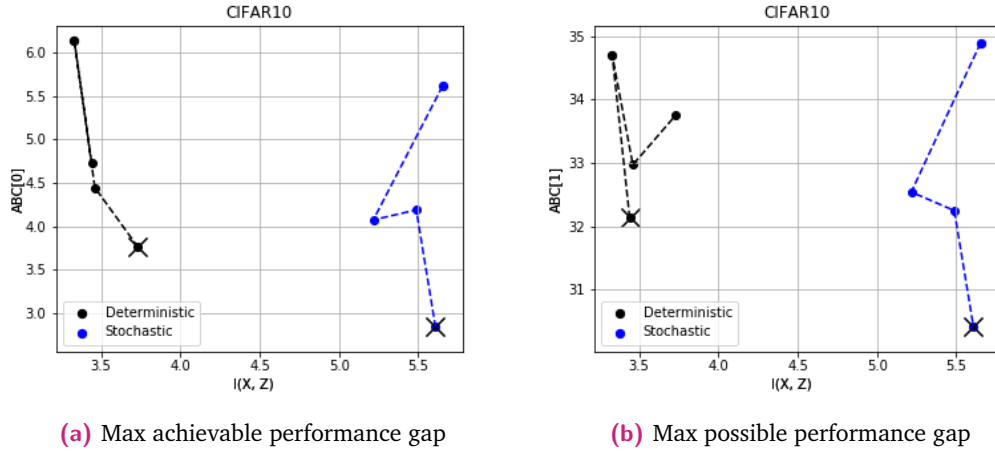 CIFAR10
6.0
5.5
5.0
4.5
4.0
3.5
3.0
ABC[0]
Deterministic
Stochastic
3.5 4.0 4.5 5.0 5.5
I(X, Z)
(a) Max achievable performance gap
CIFAR10
35
34
33
32
31
ABC[1]
Deterministic
Stochastic
3.5 4.0 4.5 5.0 5.5
I(X, Z)
(b) Max possible performance gap